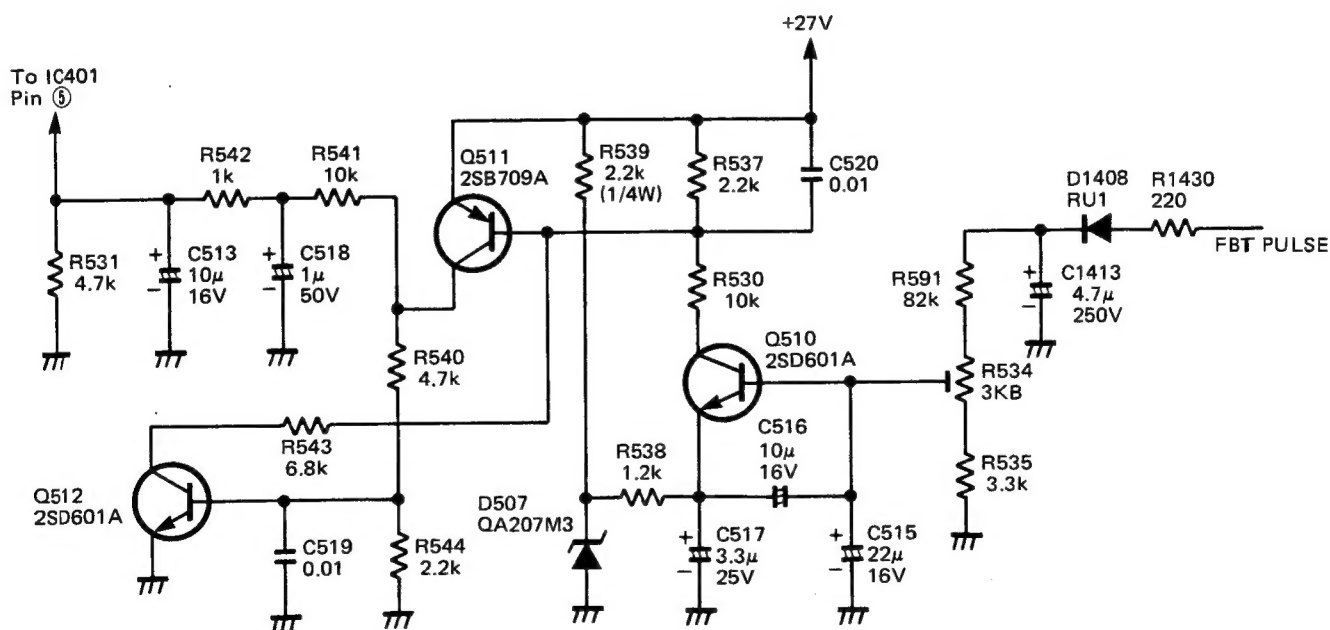 +27V
To IC401
Pin ⑤
R542
1k
R541
10k
Q511
2SB709A
R539
2.2k
(1/4W)
R537
2.2k
C520
0.01
D1408
RU1
R1430
220
FBT PULSE
R531
4.7k
C513
10μ
16V
C518
1μ
50V
R530
10k
R591
82k
C1413
4.7μ
250V
Q510
2SD601A
R540
4.7k
R534
3KB
R543
6.8k
R538
1.2k
C516
10μ
16V
R535
3.3k
Q512
2SD601A
D507
QA207M3
C519
0.01
R544
2.2k
C517
3.3μ
25V
C515
22μ
16V
+
−
+
−
+
−
+
−
+
−